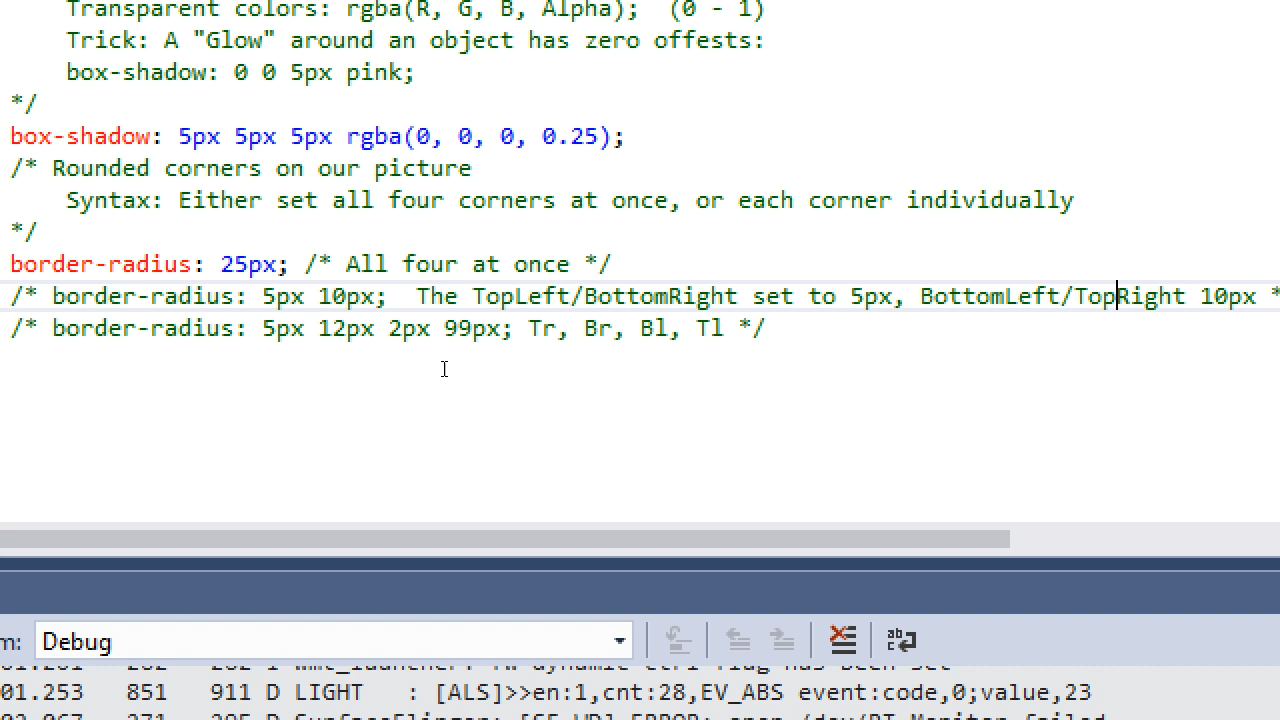 Transparent colors: rgba(R, G, B, Alpha);  (0 - 1)
Trick: A "Glow" around an object has zero offests:
box-shadow: 0 0 5px pink;
*/
box-shadow: 5px 5px 5px rgba(0, 0, 0, 0.25);
/* Rounded corners on our picture
Syntax: Either set all four corners at once, or each corner individually
*/
border-radius: 25px; /* All four at once */
/* border-radius: 5px 10px;  The TopLeft/BottomRight set to 5px, BottomLeft/TopRight 10px *
/* border-radius: 5px 12px 2px 99px; Tr, Br, Bl, Tl */
m: Debug
01.253 851 911 D LIGHT : [ALS]>>en:1,cnt:28,EV_ABS event:code,0;value,23